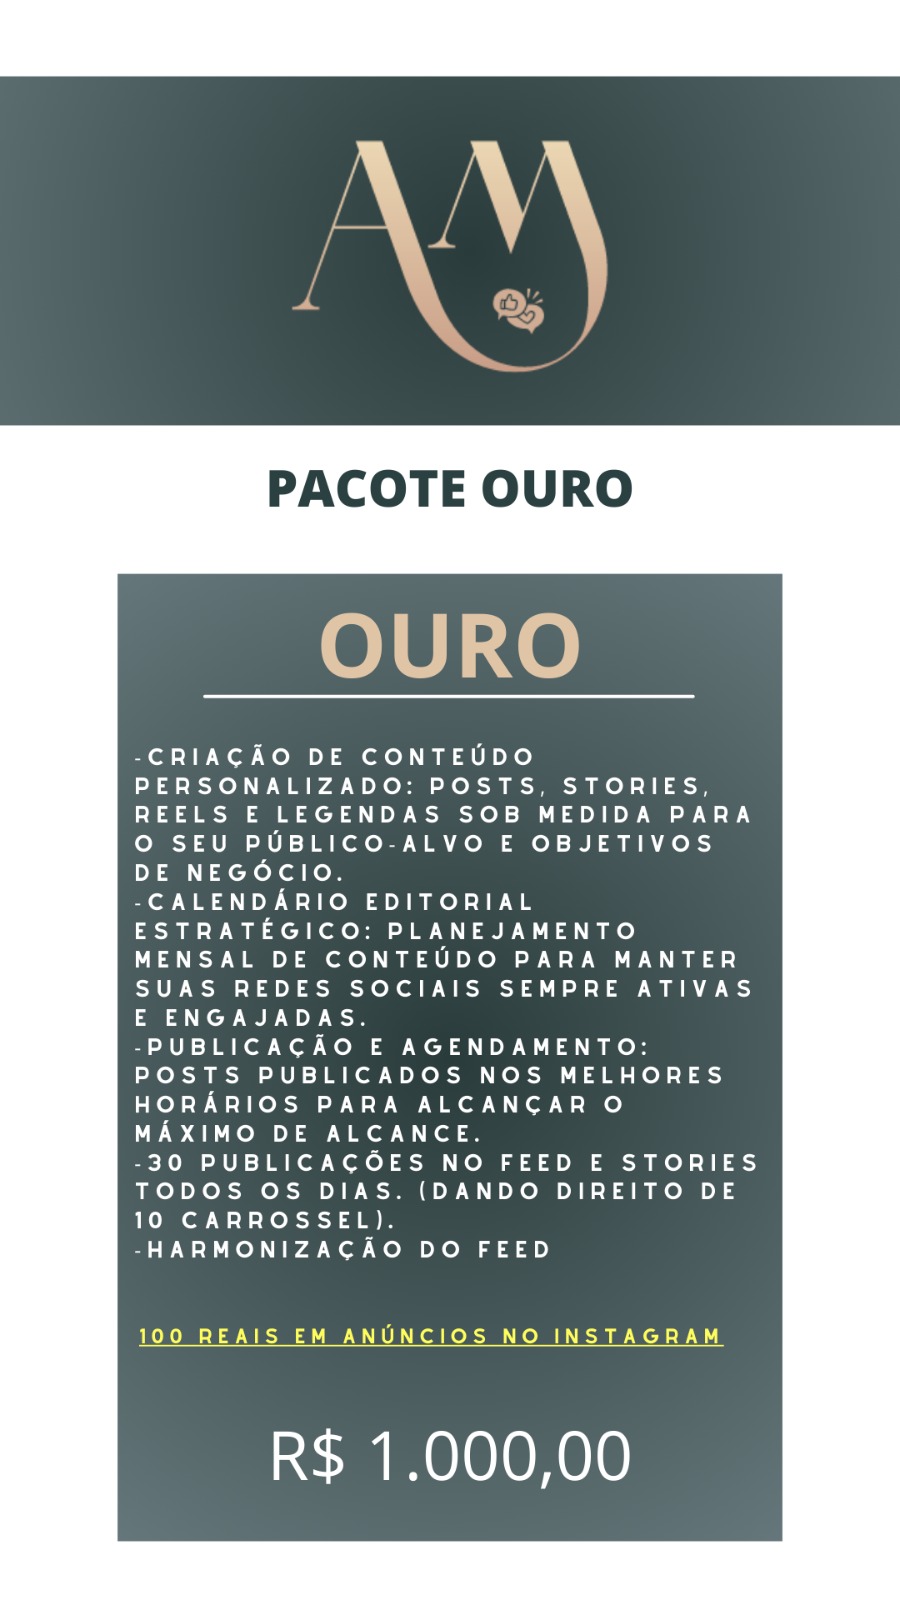 AM
PACOTE OURO
OURO
-CRIAÇÃO DE CONTEÚDO
PERSONALIZADO: POSTS, STORIES,
REELS E LEGENDAS SOB MEDIDA PARA
O SEU PÚBLICO-ALVO E OBJETIVOS
DE NEGÓCIO.
-CALENDÁRIO EDITORIAL
ESTRATÉGICO: PLANEJAMENTO
MENSAL DE CONTEÚDO PARA MANTER
SUAS REDES SOCIAIS SEMPRE ATIVAS
E ENGAJADAS.
-PUBLICAÇÃO E AGENDAMENTO:
POSTS PUBLICADOS NOS MELHORES
HORÁRIOS PARA ALCANÇAR O
MÁXIMO DE ALCANCE.
-30 PUBLICAÇÕES NO FEED E STORIES
TODOS OS DIAS. (DANDO DIREITO DE
10 CARROSSEL).
-HARMONIZAÇÃO DO FEED
100 REAIS EM ANÚNCIOS NO INSTAGRAM
R$ 1.000,00